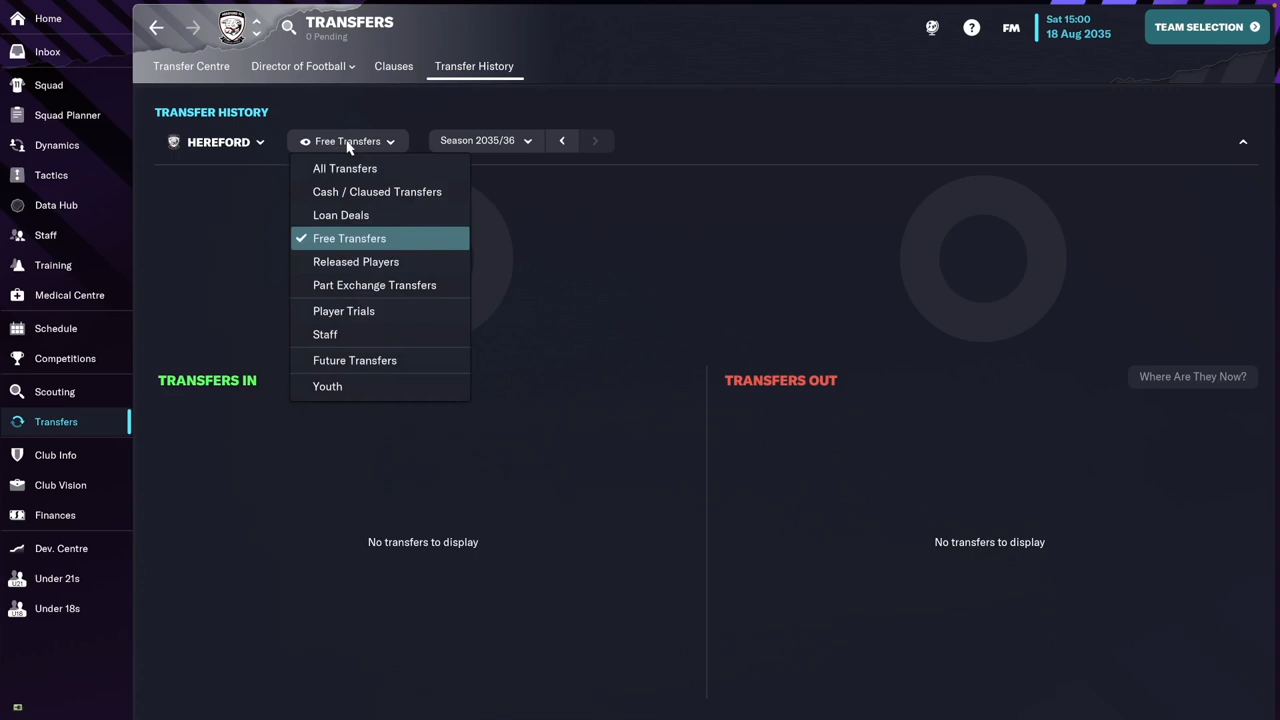 Home
Inbox
Squad
Squad Planner
Dynamics
Tactics
Data Hub
Staff
Training
Medical Centre
Schedule
Competitions
Scouting
Transfers
Club Info
Club Vision
Finances
Dev. Centre
U21 Under 21s
U18 Under 18s
TRANSFERS
0 Pending
FM
Sat 15:00
18 Aug 2035
TEAM SELECTION
Transfer Centre Director of Football Clauses Transfer History
TRANSFER HISTORY
HEREFORD Free Transfers Season 2035/36
All Transfers
Cash / Claused Transfers
Loan Deals
Free Transfers
Released Players
Part Exchange Transfers
Player Trials
Staff
Future Transfers
Youth
TRANSFERS IN
No transfers to display
TRANSFERS OUT
Where Are They Now?
No transfers to display